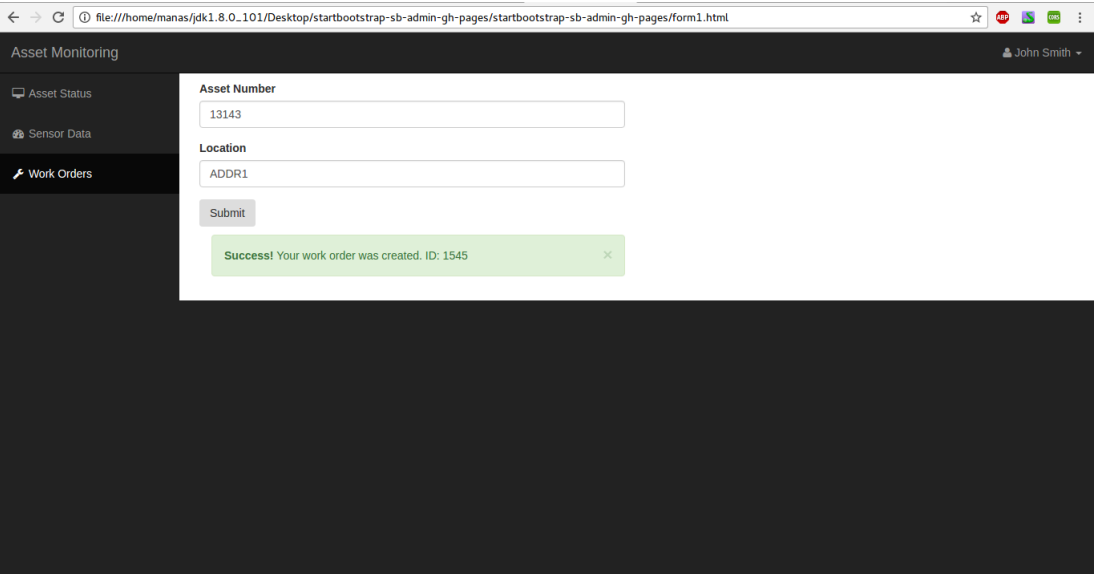 file:///home/manas/jdk1.8.0_101/Desktop/startbootstrap-sb-admin-gh-pages/startbootstrap-sb-admin-gh-pages/form1.html
ABP
CORS
Asset Monitoring
John Smith
Asset Status
Sensor Data
Work Orders
Asset Number
13143
Location
ADDR1
Submit
Success! Your work order was created. ID: 1545
×